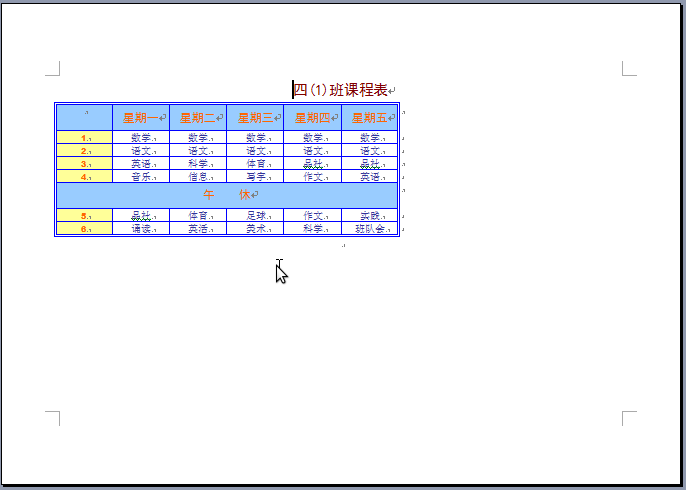 四(1)班课程表
星期一 星期二 星期三 星期四 星期五
1. 数学 数学 数学 数学 数学
2. 语文 语文 语文 语文 语文
3. 英语 科学 体育 品社 品社
4. 音乐 信息 写字 作文 英语
午 休
5. 品社 体育 足球 作文 实践
6. 诵读 英活 美术 科学 班队会